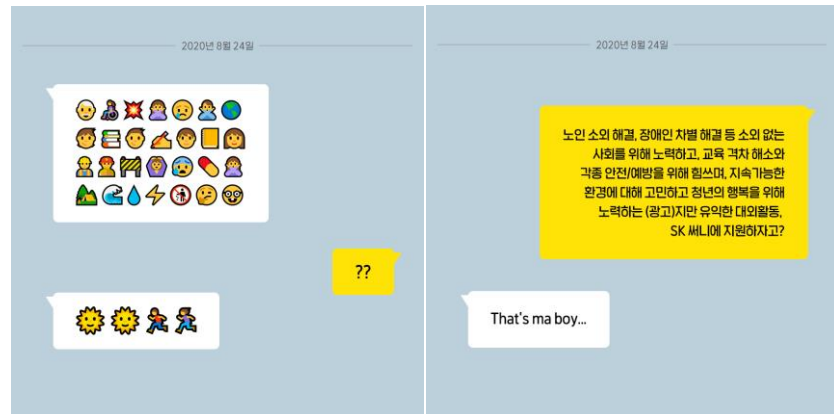 2020년 8월 24일
??
2020년 8월 24일
노인 소외 해결, 장애인 차별 해결 등 소외 없는
사회를 위해 노력하고, 교육 격차 해소와
각종 안전/예방을 위해 힘쓰며, 지속가능한
환경에 대해 고민하고 청년의 행복을 위해
노력하는 (광고)지만 유익한 대외활동,
SK 써니에 지원하자고?
That's ma boy...